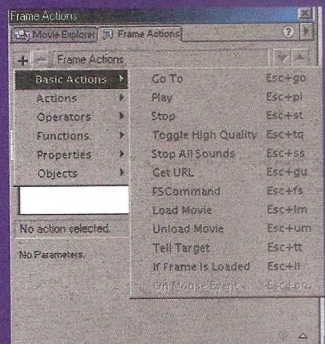 Frame Actions
Movie Explorer Frame Actions ?
+ − Frame Actions
Basic Actions
Actions
Operators
Functions
Properties
Objects
Go To Esc+go
Play Esc+pl
Stop Esc+st
Toggle High Quality Esc+tq
Stop All Sounds Esc+ss
Get URL Esc+gu
FSCommand Esc+fs
Load Movie Esc+lm
Unload Movie Esc+um
Tell Target Esc+tt
If Frame Is Loaded Esc+il
On Mouse Event Esc+on
No action selected.
No Parameters.